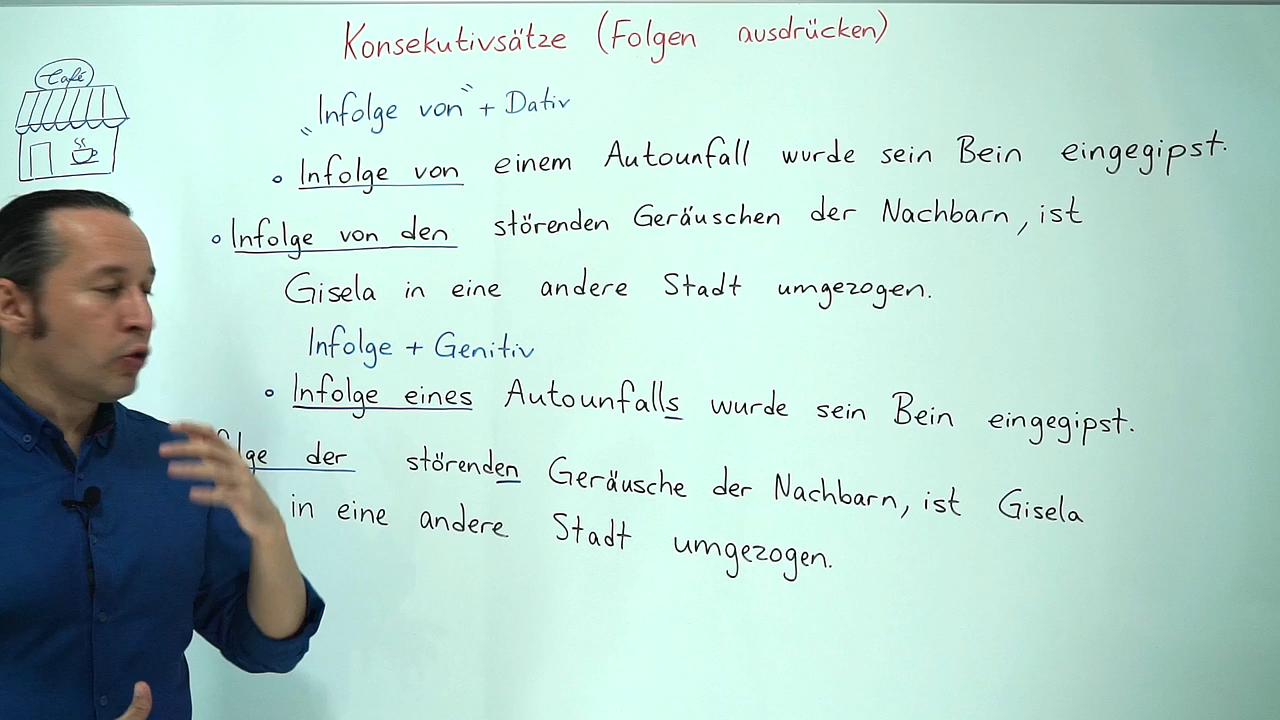 Konsekutivsätze (Folgen ausdrücken)
Café
"Infolge von" + Dativ
Infolge von einem Autounfall wurde sein Bein eingegipst.
Infolge von den störenden Geräuschen der Nachbarn, ist
Gisela in eine andere Stadt umgezogen.
Infolge + Genitiv
Infolge eines Autounfalls wurde sein Bein eingegipst.
der störenden Geräusche der Nachbarn, ist Gisela
in eine andere Stadt umgezogen.